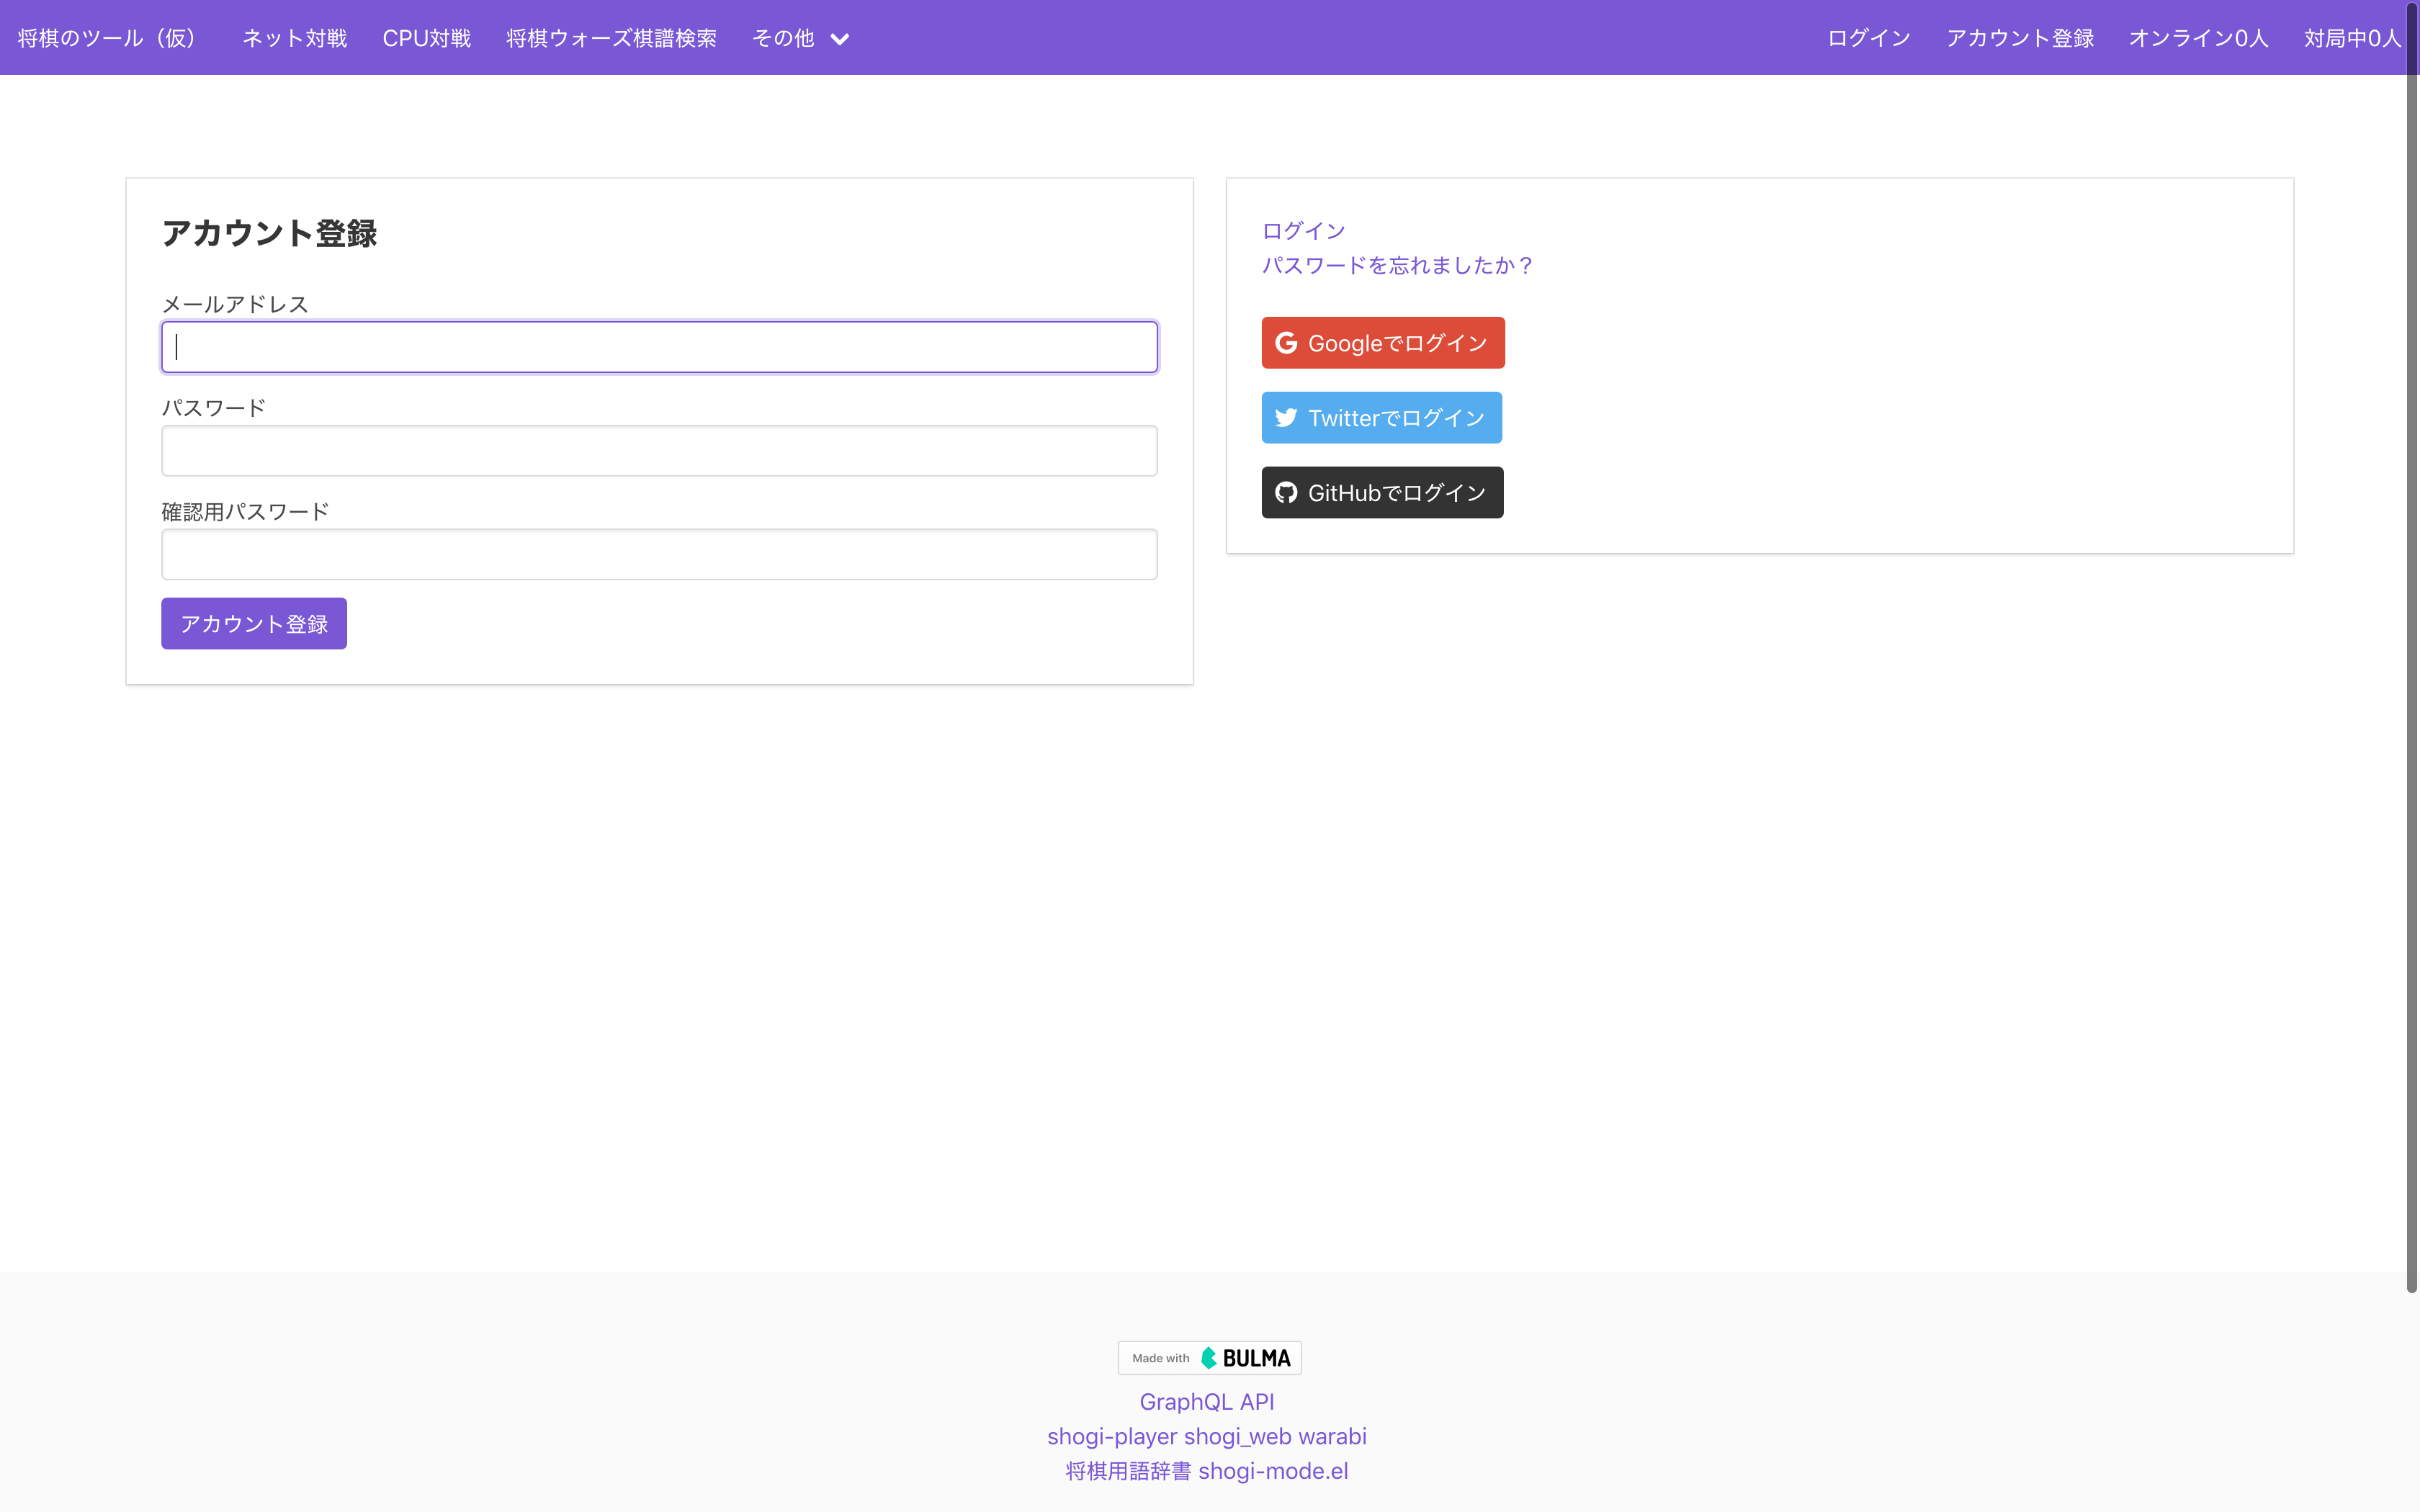 将棋のツール（仮） ネット対戦 CPU対戦 将棋ウォーズ棋譜検索 その他 ログイン アカウント登録 オンライン0人 対局中0人
アカウント登録
メールアドレス
パスワード
確認用パスワード
アカウント登録
ログイン
パスワードを忘れましたか？
Googleでログイン
Twitterでログイン
GitHubでログイン
Made with BULMA
GraphQL API
shogi-player shogi_web warabi
将棋用語辞書 shogi-mode.el